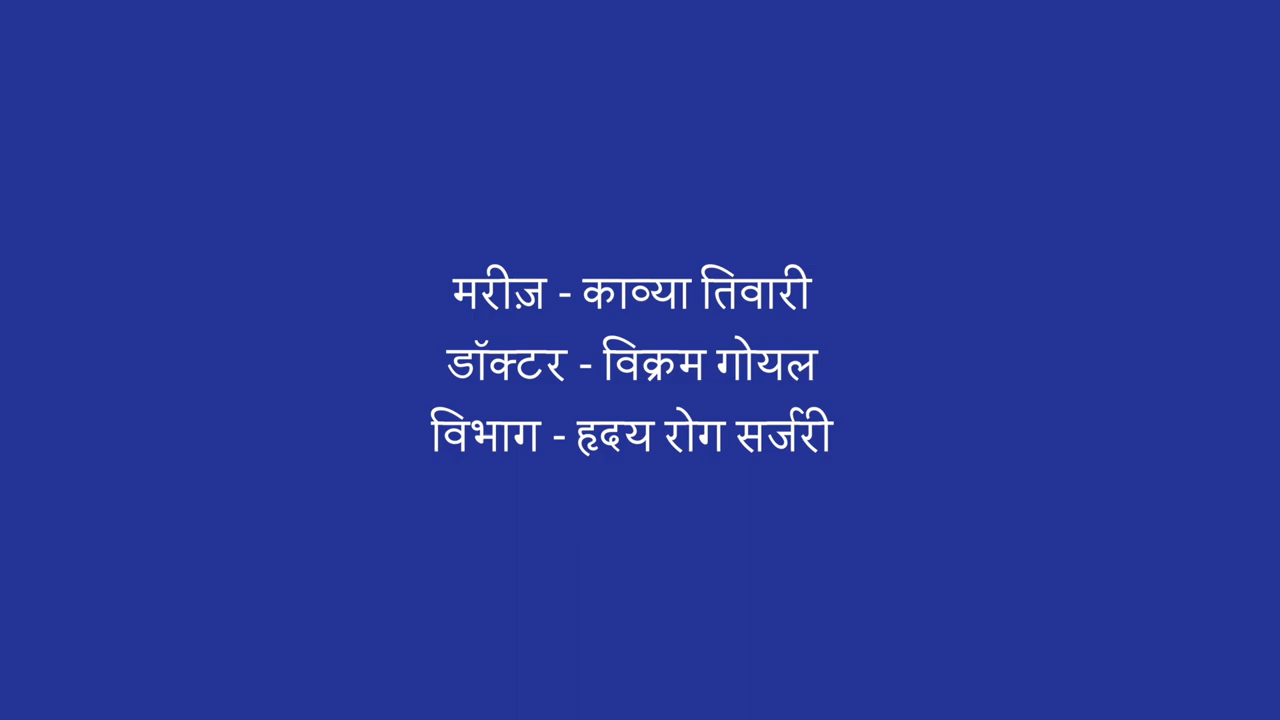 मरीज़ - काव्या तिवारी
डॉक्टर - विक्रम गोयल
विभाग - हृदय रोग सर्जरी